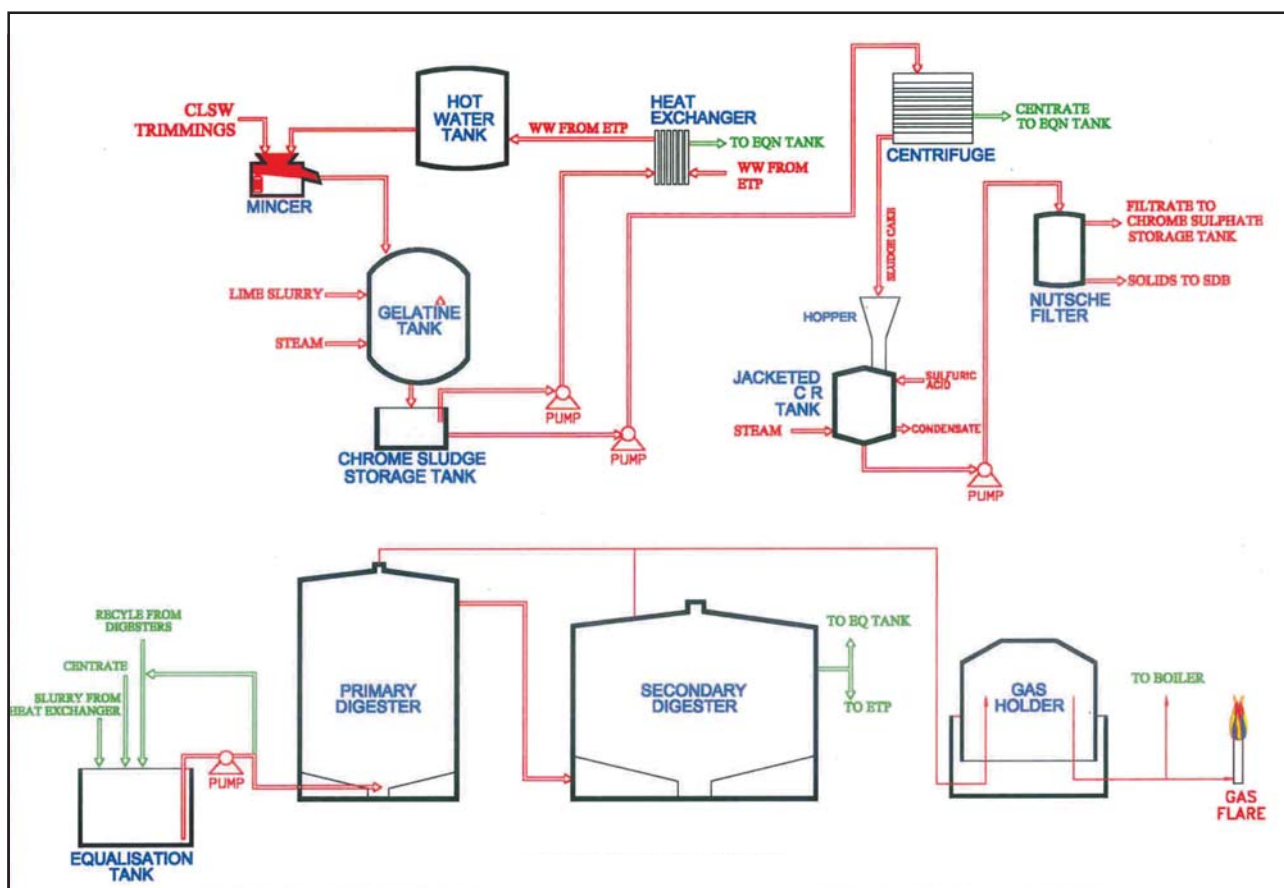 CLSW
TRIMMINGS
HOT
WATER
TANK
WW FROM ETP
HEAT
EXCHANGER
TO EQN TANK
WW FROM
ETP
CENTRATE
TO EQN TANK
CENTRIFUGE
MINCER
SLUDGE CAKE
FILTRATE TO
CHROME SULPHATE
STORAGE TANK
SOLIDS TO SDB
NUTSCHE
FILTER
LIME SLURRY
GELATINE
TANK
STEAM
HOPPER
JACKETED
C R
TANK
SULFURIC
ACID
STEAM
CONDENSATE
PUMP
PUMP
PUMP
CHROME SLUDGE
STORAGE TANK
RECYLE FROM
DIGESTERS
CENTRATE
SLURRY FROM
HEAT EXCHANGER
PUMP
EQUALISATION
TANK
PRIMARY
DIGESTER
SECONDARY
DIGESTER
TO EQ TANK
TO ETP
GAS
HOLDER
TO BOILER
GAS
FLARE